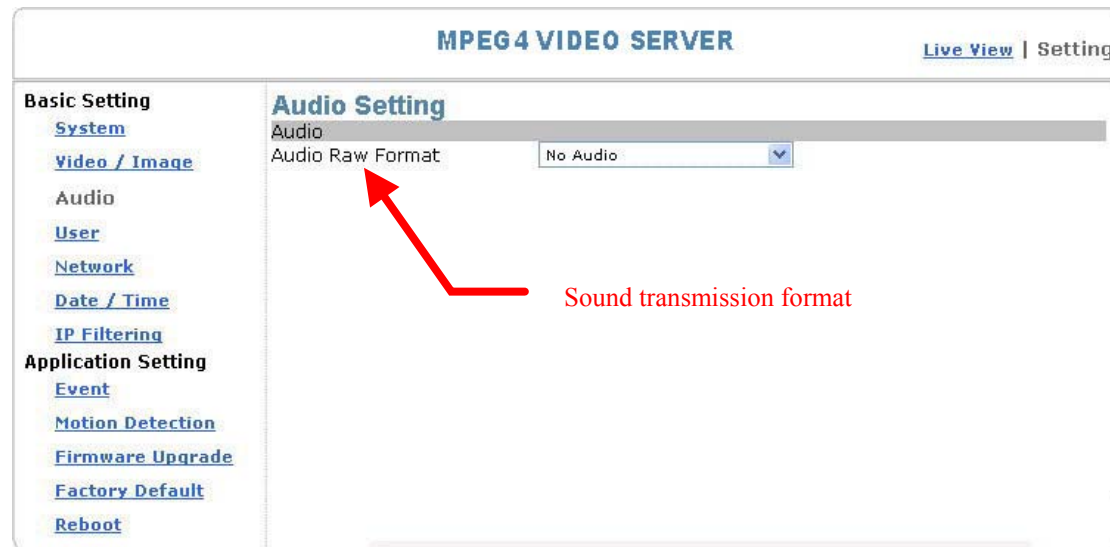 MPEG4 VIDEO SERVER
Live View | Setting
Basic Setting
System
Video / Image
Audio
User
Network
Date / Time
IP Filtering
Application Setting
Event
Motion Detection
Firmware Upgrade
Factory Default
Reboot
Audio Setting
Audio
Audio Raw Format No Audio
Sound transmission format